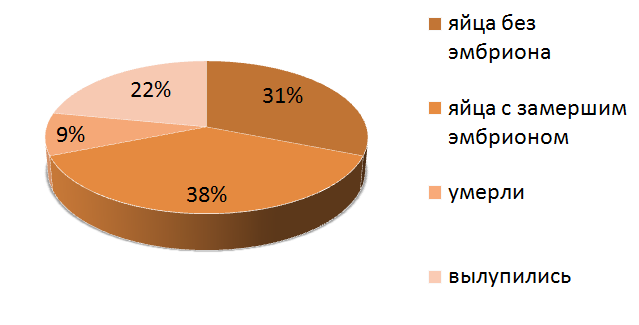 яйца без
эмбриона
22%
31%
яйца с замершим
эмбрионом
9%
38%
умерли
вылупились